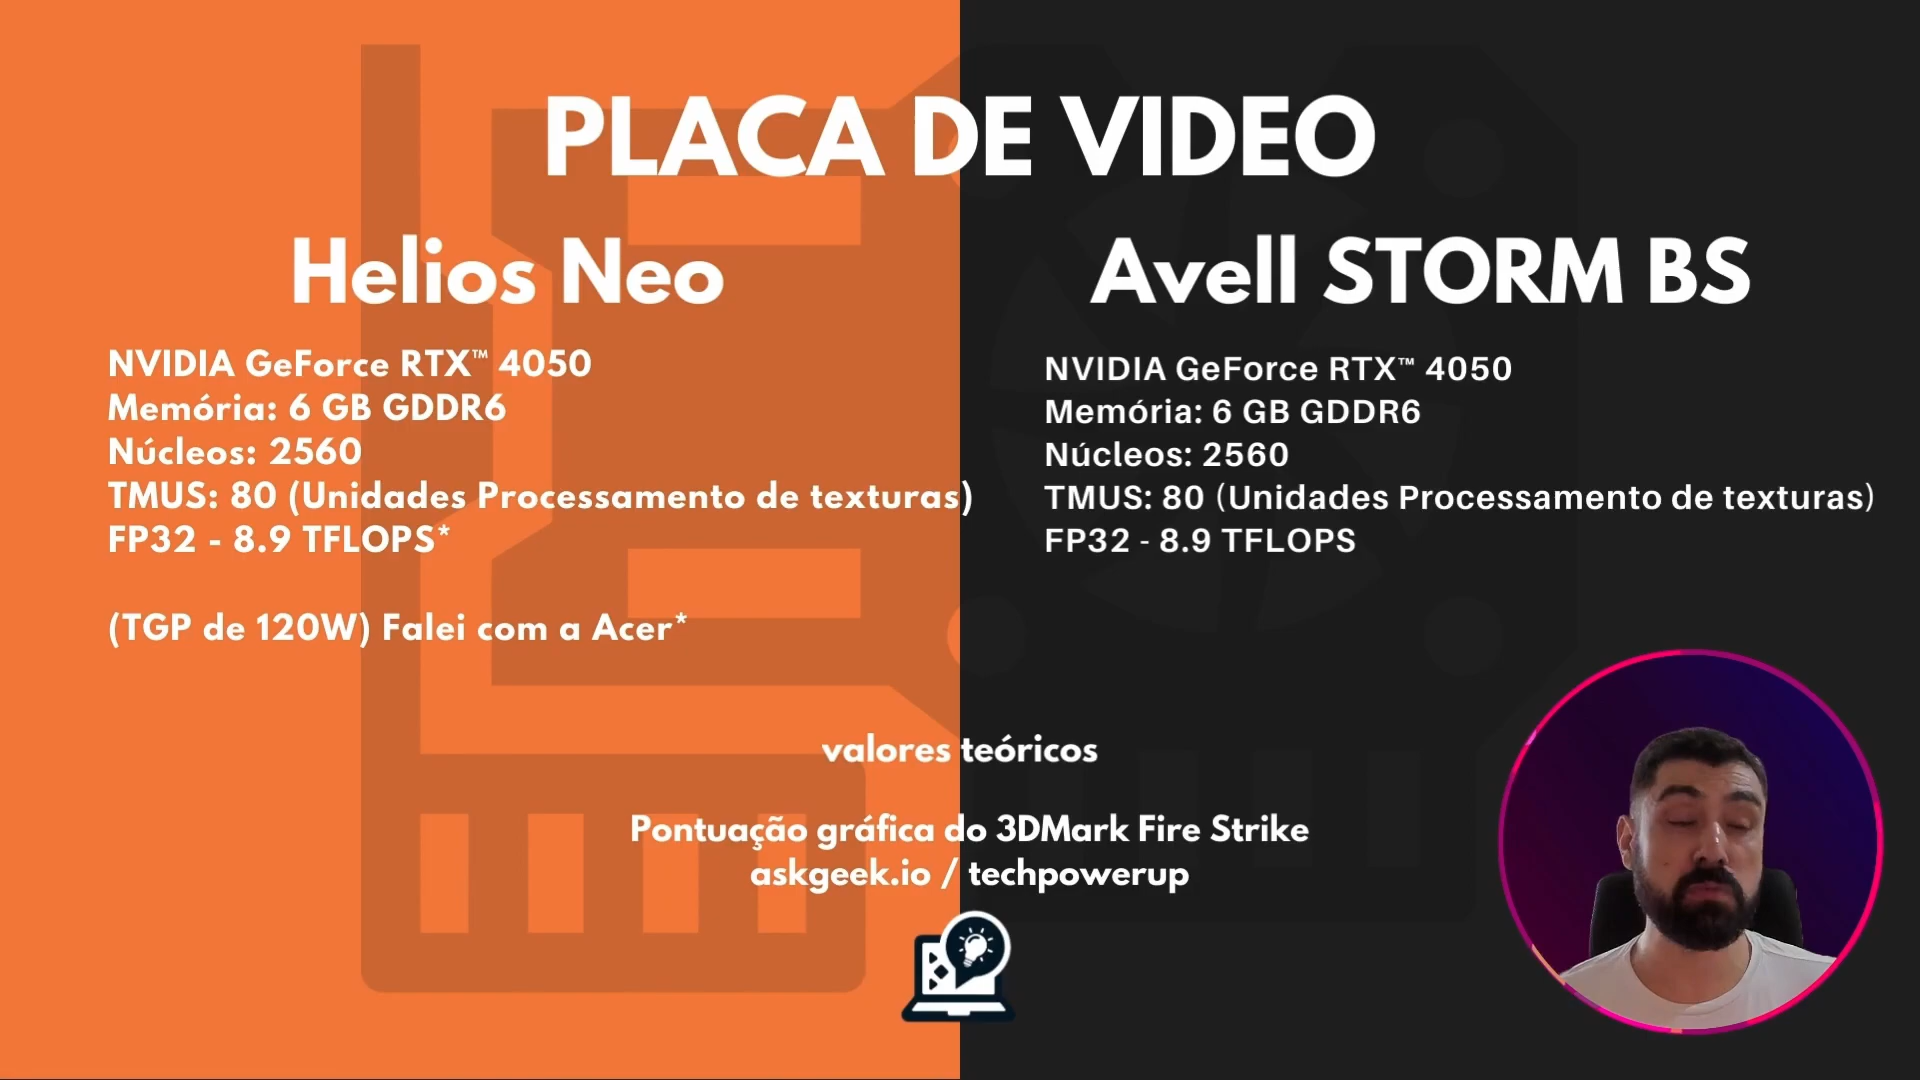 PLACA DE VIDEO
Helios Neo
NVIDIA GeForce RTX™ 4050
Memória: 6 GB GDDR6
Núcleos: 2560
TMUS: 80 (Unidades Processamento de texturas)
FP32 - 8.9 TFLOPS*
(TGP de 120W) Falei com a Acer*
Avell STORM BS
NVIDIA GeForce RTX™ 4050
Memória: 6 GB GDDR6
Núcleos: 2560
TMUS: 80 (Unidades Processamento de texturas)
FP32 - 8.9 TFLOPS
valores teóricos
Pontuação gráfica do 3DMark Fire Strike
askgeek.io / techpowerup